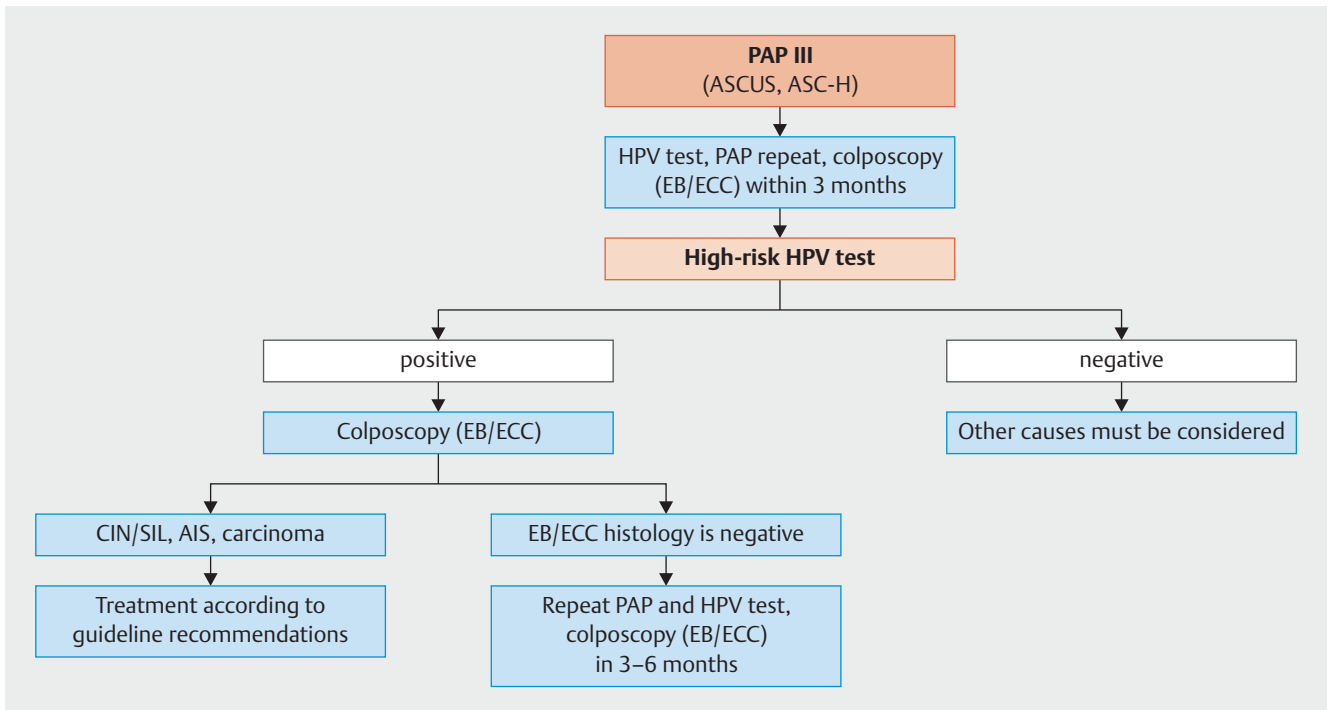 PAP III
(ASCUS, ASC-H)
HPV test, PAP repeat, colposcopy
(EB/ECC) within 3 months
High-risk HPV test
positive
negative
Colposcopy (EB/ECC)
Other causes must be considered
CIN/SIL, AIS, carcinoma
EB/ECC histology is negative
Treatment according to
guideline recommendations
Repeat PAP and HPV test,
colposcopy (EB/ECC)
in 3–6 months